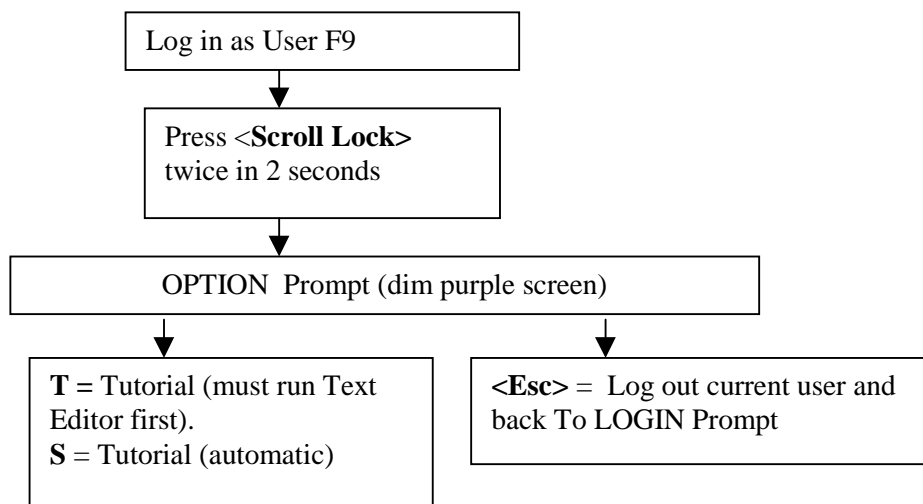 Log in as User F9
Press <Scroll Lock>
twice in 2 seconds
OPTION  Prompt (dim purple screen)
T = Tutorial (must run Text
Editor first).
S = Tutorial (automatic)
<Esc> =  Log out current user and
back To LOGIN Prompt